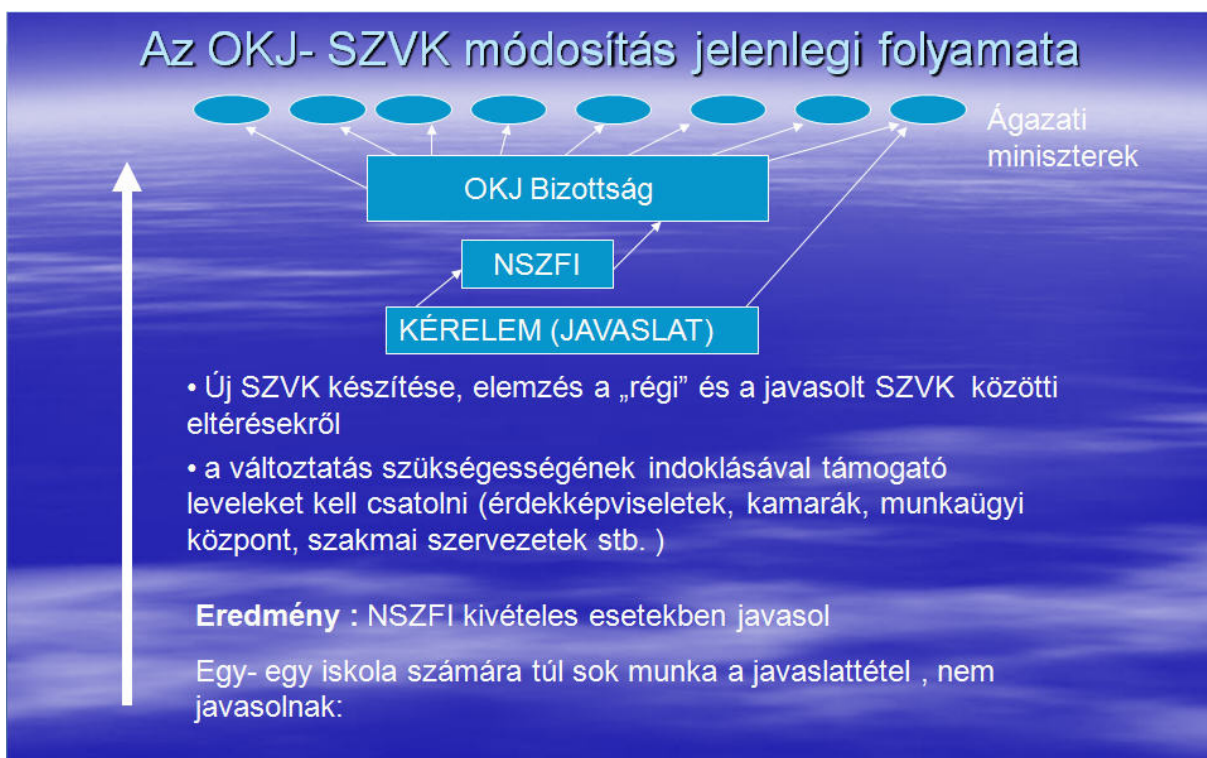 Az OKJ- SZVK módosítás jelenlegi folyamata
Ágazati
miniszterek
OKJ Bizottság
NSZFI
KÉRELEM (JAVASLAT)
• Új SZVK készítése, elemzés a „régi” és a javasolt SZVK közötti
eltérésekről
• a változtatás szükségességének indoklásával támogató
leveleket kell csatolni (érdekképviseletek, kamarák, munkaügyi
központ, szakmai szervezetek stb. )
Eredmény : NSZFI kivételes esetekben javasol
Egy- egy iskola számára túl sok munka a javaslattétel , nem
javasolnak: